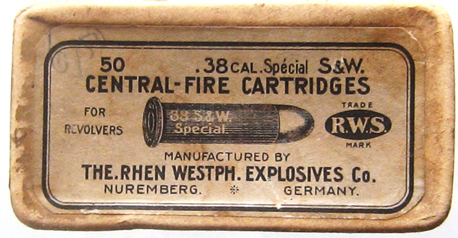 50 .38 CAL. Spécial S&W.
CENTRAL-FIRE CARTRIDGES
FOR
REVOLVERS
38 S&W.
Special.
TRADE
R.W.S.
MARK
MANUFACTURED BY
THE.RHEN WESTPH. EXPLOSIVES Co.
NUREMBERG. * GERMANY.